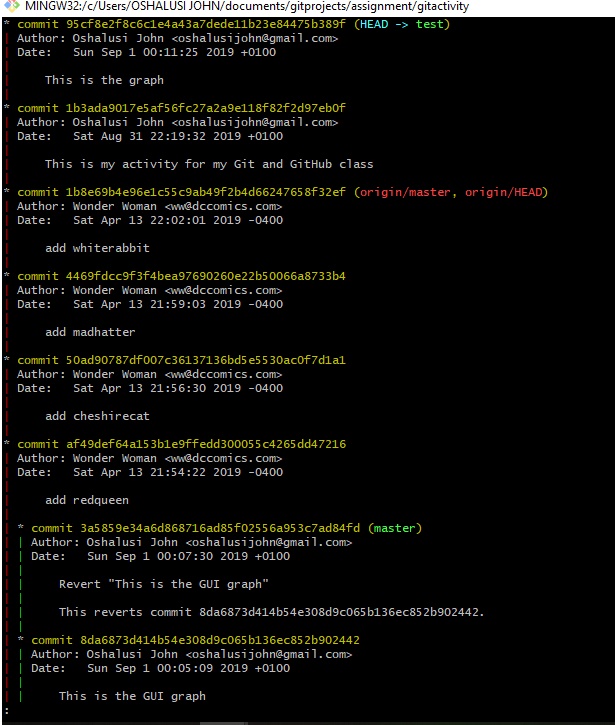 MINGW32:/c/Users/OSHALUSI JOHN/documents/gitprojects/assignment/gitactivity
* commit 95cf8e2f8c6c1e4a43a7dede11b23e84475b389f (HEAD -> test)
| Author: Oshalusi John <oshalusijohn@gmail.com>
| Date:   Sun Sep 1 00:11:25 2019 +0100
|
|     This is the graph
|
* commit 1b3ada9017e5af56fc27a2a9e118f82f2d97eb0f
| Author: Oshalusi John <oshalusijohn@gmail.com>
| Date:   Sat Aug 31 22:19:32 2019 +0100
|
|     This is my activity for my Git and GitHub class
|
* commit 1b8e69b4e96e1c55c9ab49f2b4d66247658f32ef (origin/master, origin/HEAD)
| Author: Wonder Woman <ww@dccomics.com>
| Date:   Sat Apr 13 22:02:01 2019 -0400
|
|     add whiterabbit
|
* commit 4469fdcc9f3f4bea97690260e22b50066a8733b4
| Author: Wonder Woman <ww@dccomics.com>
| Date:   Sat Apr 13 21:59:03 2019 -0400
|
|     add madhatter
|
* commit 50ad90787df007c36137136bd5e5530ac0f7d1a1
| Author: Wonder Woman <ww@dccomics.com>
| Date:   Sat Apr 13 21:56:30 2019 -0400
|
|     add cheshirecat
|
* commit af49def64a153b1e9ffedd300055c4265dd47216
| Author: Wonder Woman <ww@dccomics.com>
| Date:   Sat Apr 13 21:54:22 2019 -0400
|
|     add redqueen
|
| * commit 3a5859e34a6d868716ad85f02556a953c7ad84fd (master)
| | Author: Oshalusi John <oshalusijohn@gmail.com>
| | Date:   Sun Sep 1 00:07:30 2019 +0100
| |
| |     Revert "This is the GUI graph"
| |
| |     This reverts commit 8da6873d414b54e308d9c065b136ec852b902442.
| |
| * commit 8da6873d414b54e308d9c065b136ec852b902442
| | Author: Oshalusi John <oshalusijohn@gmail.com>
| | Date:   Sun Sep 1 00:05:09 2019 +0100
| |
| |     This is the GUI graph
: